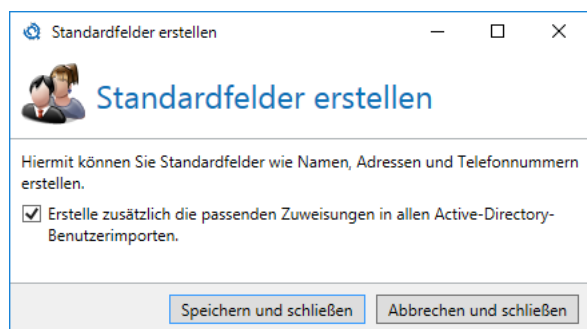 Standardfelder erstellen
Standardfelder erstellen
Hiermit können Sie Standardfelder wie Namen, Adressen und Telefonnummern
erstellen.
Erstelle zusätzlich die passenden Zuweisungen in allen Active-Directory-
Benutzerimporten.
Speichern und schließen
Abbrechen und schließen